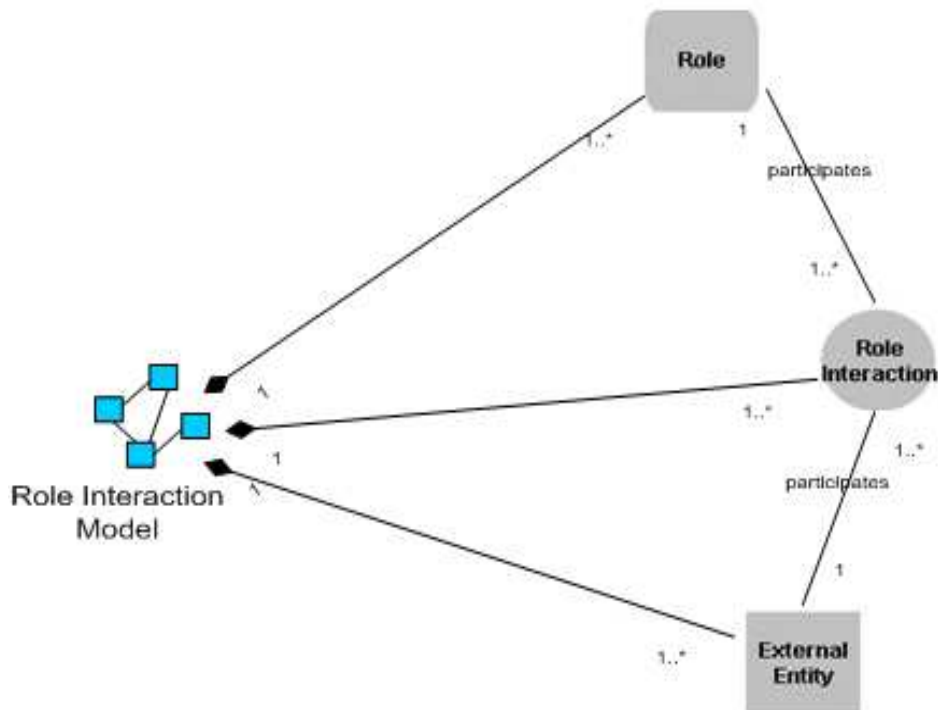 Role
1..*
1
participates
1..*
Role
Interaction
1
1..*
1
1..*
Role Interaction
Model
1
participates
1
1..*
External
Entity